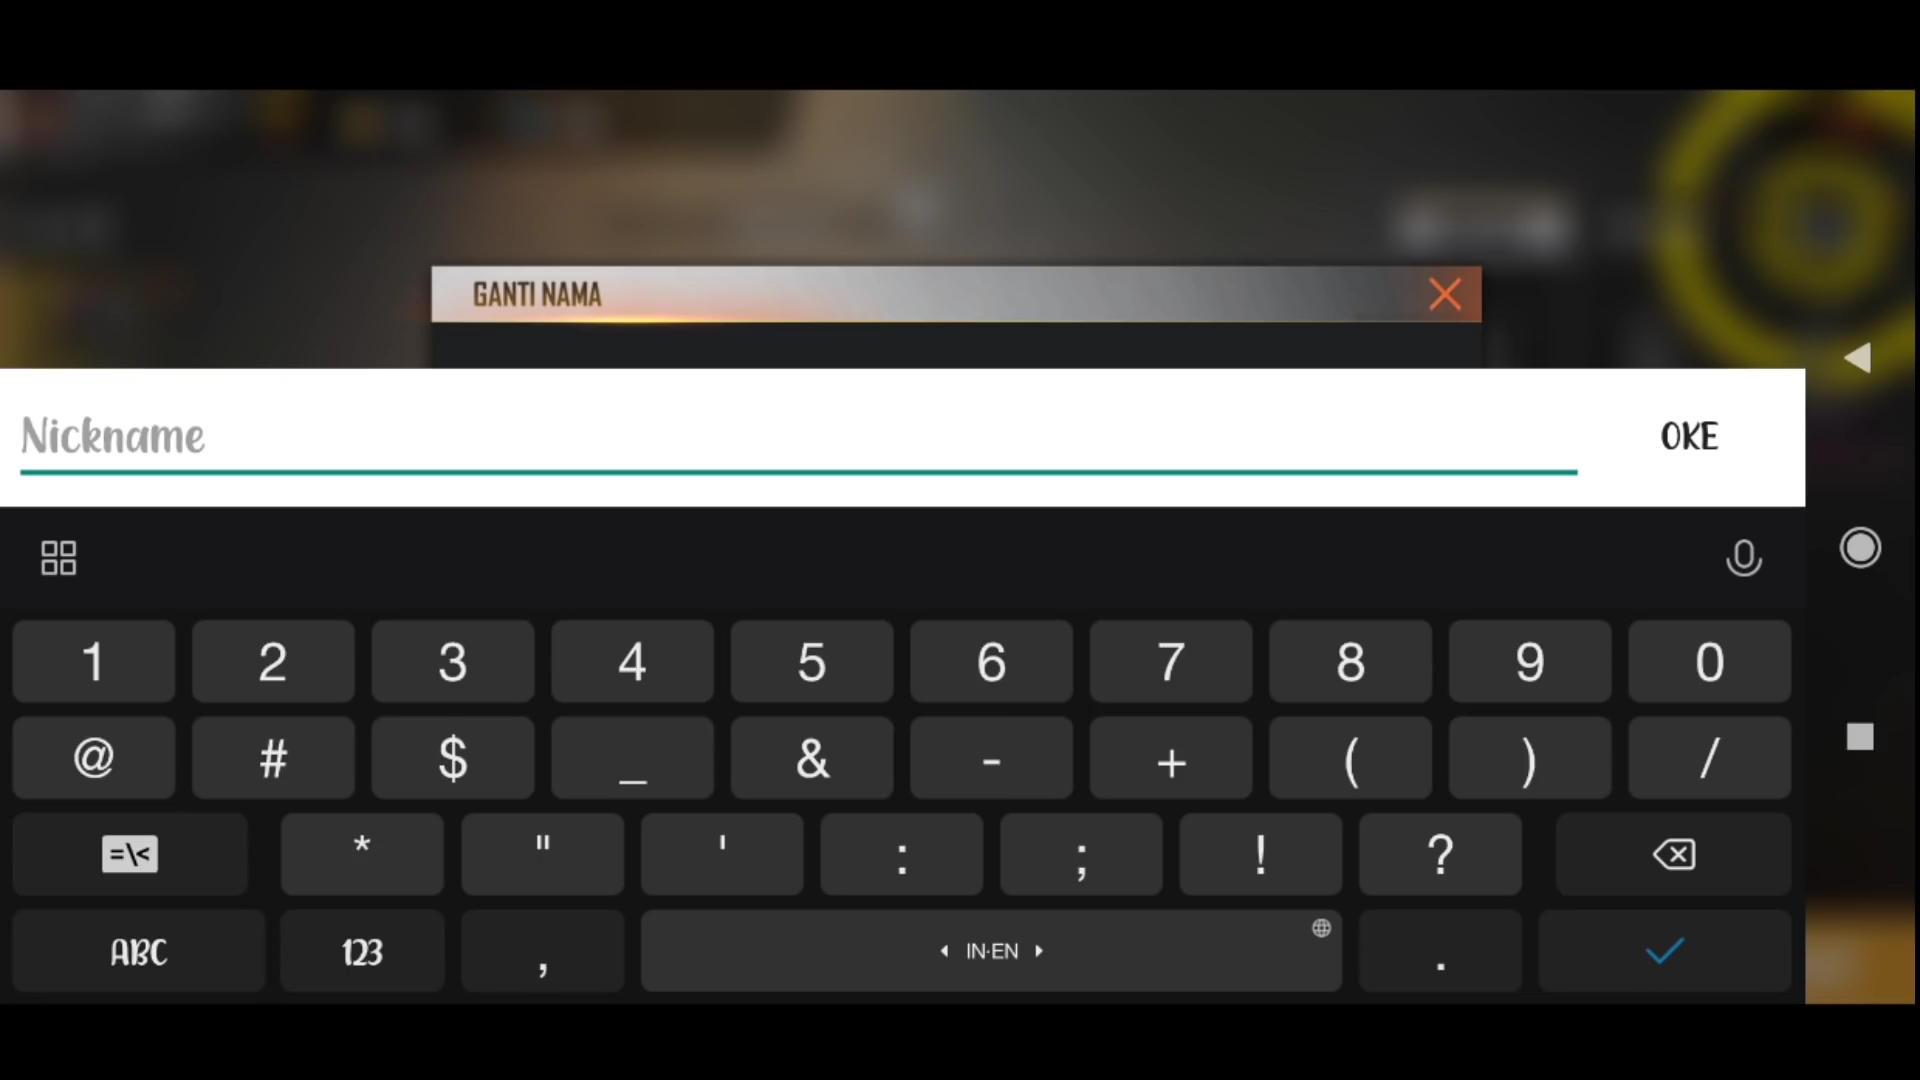 GANTI NAMA
Nickname
OKE
1 2 3 4 5 6 7 8 9 0
@ # $ _ & - + ( ) /
=\< * " ' : ; ! ?
ABC 123 , IN·EN .